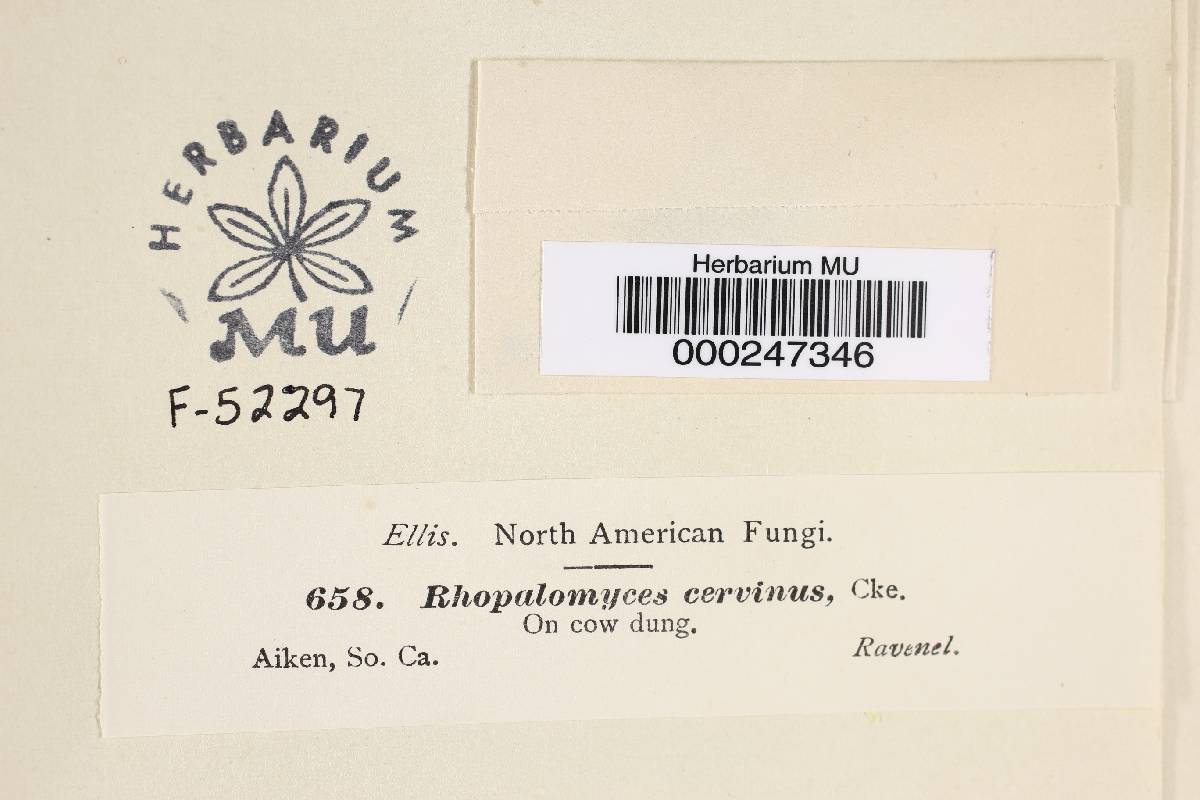 HERBARIUM
MU
F-52297
Herbarium MU
000247346
Ellis. North American Fungi.
658. Rhopalomyces cervinus, Cke.
On cow dung.
Aiken, So. Ca. Ravenel.